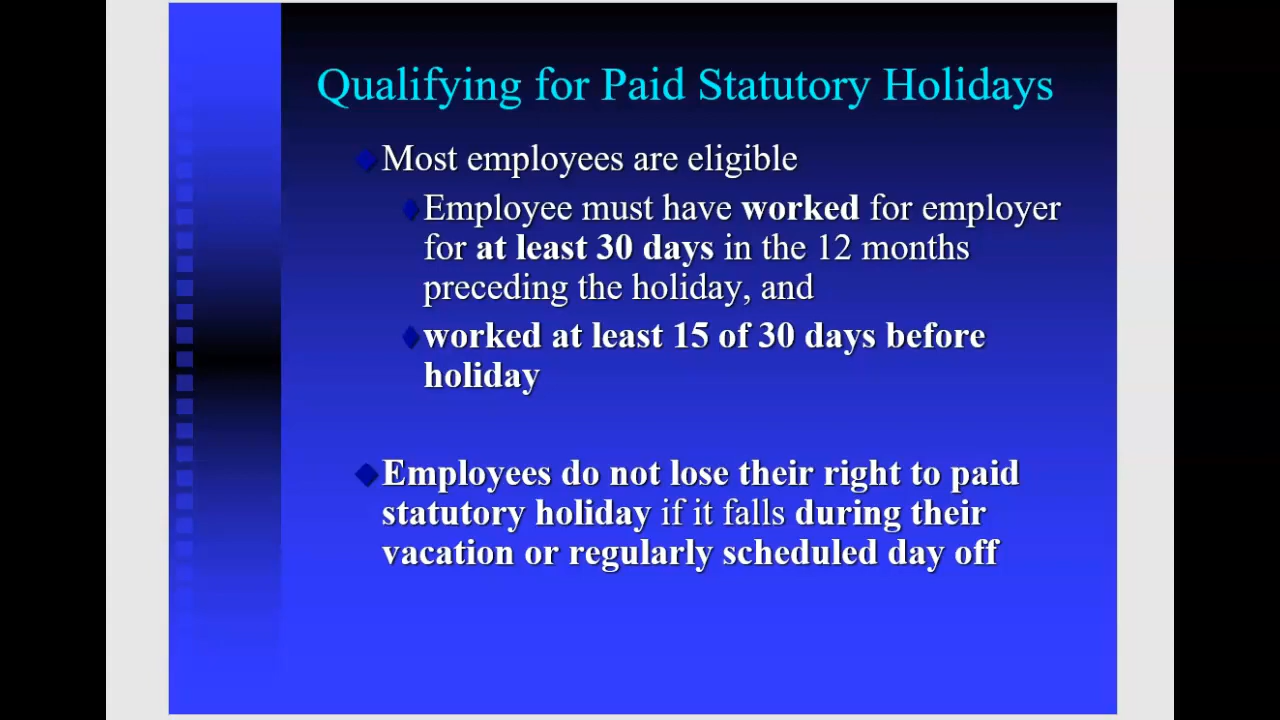 Qualifying for Paid Statutory Holidays
Most employees are eligible
Employee must have worked for employer
for at least 30 days in the 12 months
preceding the holiday, and
worked at least 15 of 30 days before
holiday
Employees do not lose their right to paid
statutory holiday if it falls during their
vacation or regularly scheduled day off